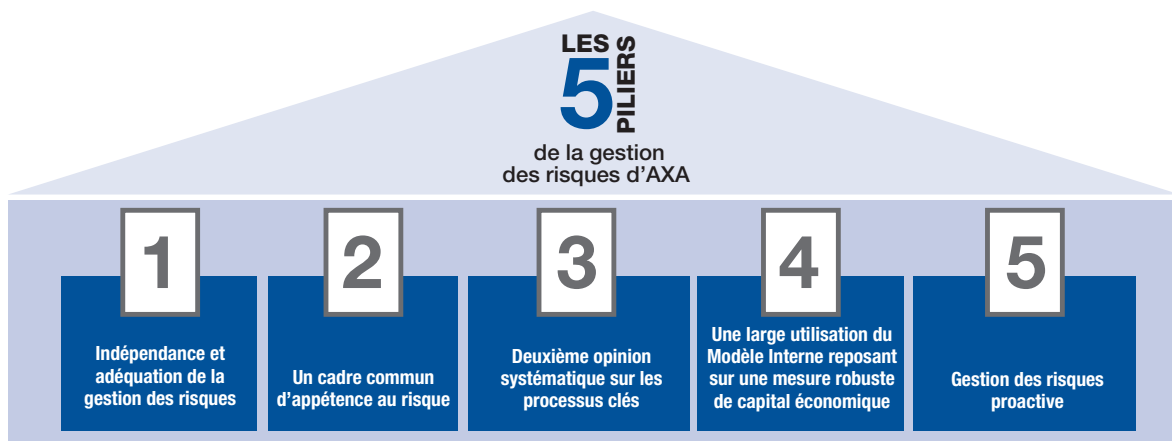 LES
5
PILIERS
de la gestion
des risques d'AXA
1
Indépendance et
adéquation de la
gestion des risques
2
Un cadre commun
d'appétence au risque
3
Deuxième opinion
systématique sur les
processus clés
4
Une large utilisation du
Modèle Interne reposant
sur une mesure robuste
de capital économique
5
Gestion des risques
proactive